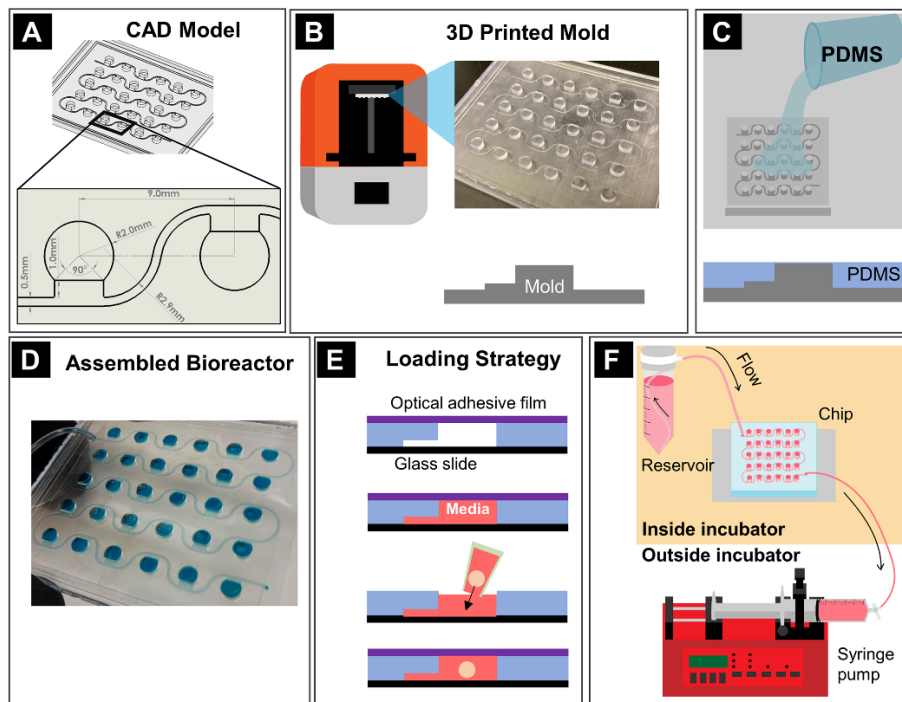 A
CAD Model
9.0mm
R2.0mm
1.0mm
90°
0.5mm
R2.9mm
B
3D Printed Mold
Mold
C
PDMS
PDMS
D
Assembled Bioreactor
E
Loading Strategy
Optical adhesive film
Glass slide
Media
F
Flow
Chip
Reservoir
Inside incubator
Outside incubator
Syringe
pump